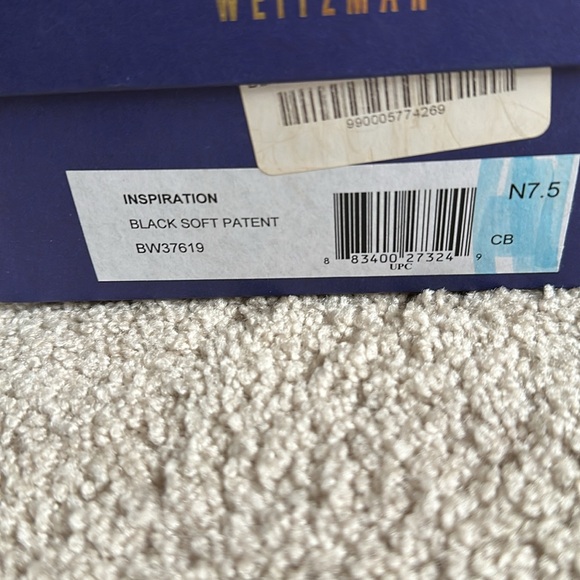 WEITZMAN
990005774269
INSPIRATION
BLACK SOFT PATENT
BW37619
8 83400 27324 9
UPC
N7.5
CB